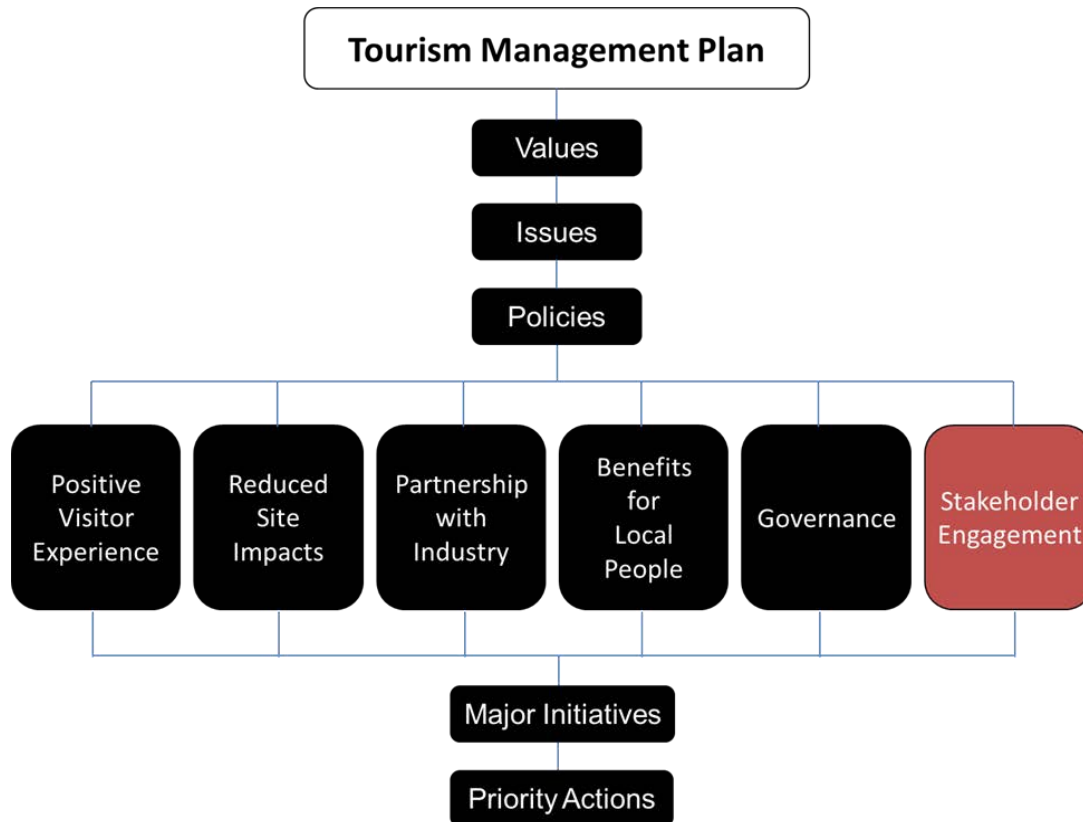 Tourism Management Plan
Values
Issues
Policies
Positive
Visitor
Experience
Reduced
Site
Impacts
Partnership
with
Industry
Benefits
for
Local
People
Governance
Stakeholder
Engagement
Major Initiatives
Priority Actions